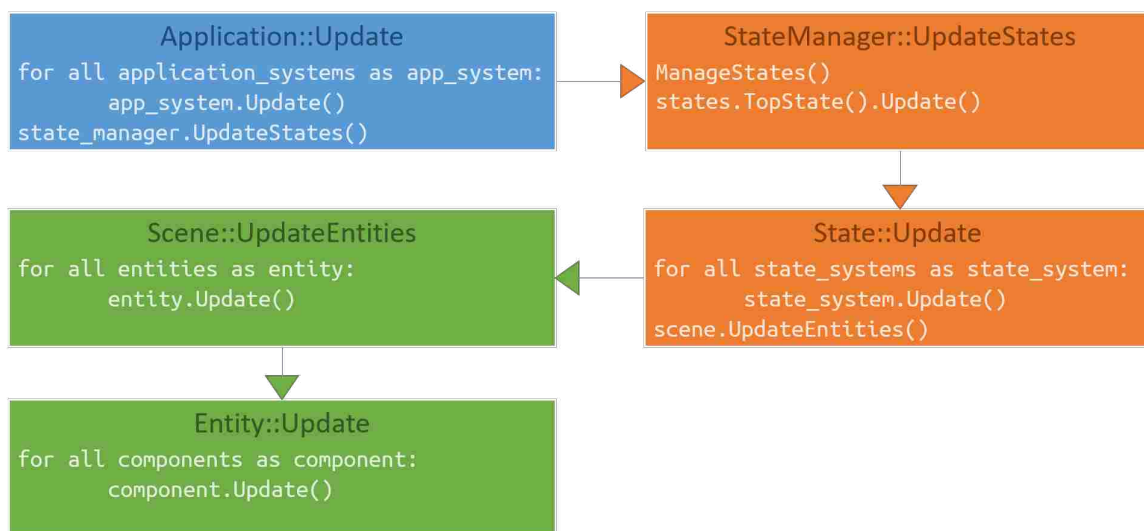 Application::Update
for all application_systems as app_system:
app_system.Update()
state_manager.UpdateStates()
StateManager::UpdateStates
ManageStates()
states.TopState().Update()
State::Update
for all state_systems as state_system:
state_system.Update()
scene.UpdateEntities()
Scene::UpdateEntities
for all entities as entity:
entity.Update()
Entity::Update
for all components as component:
component.Update()